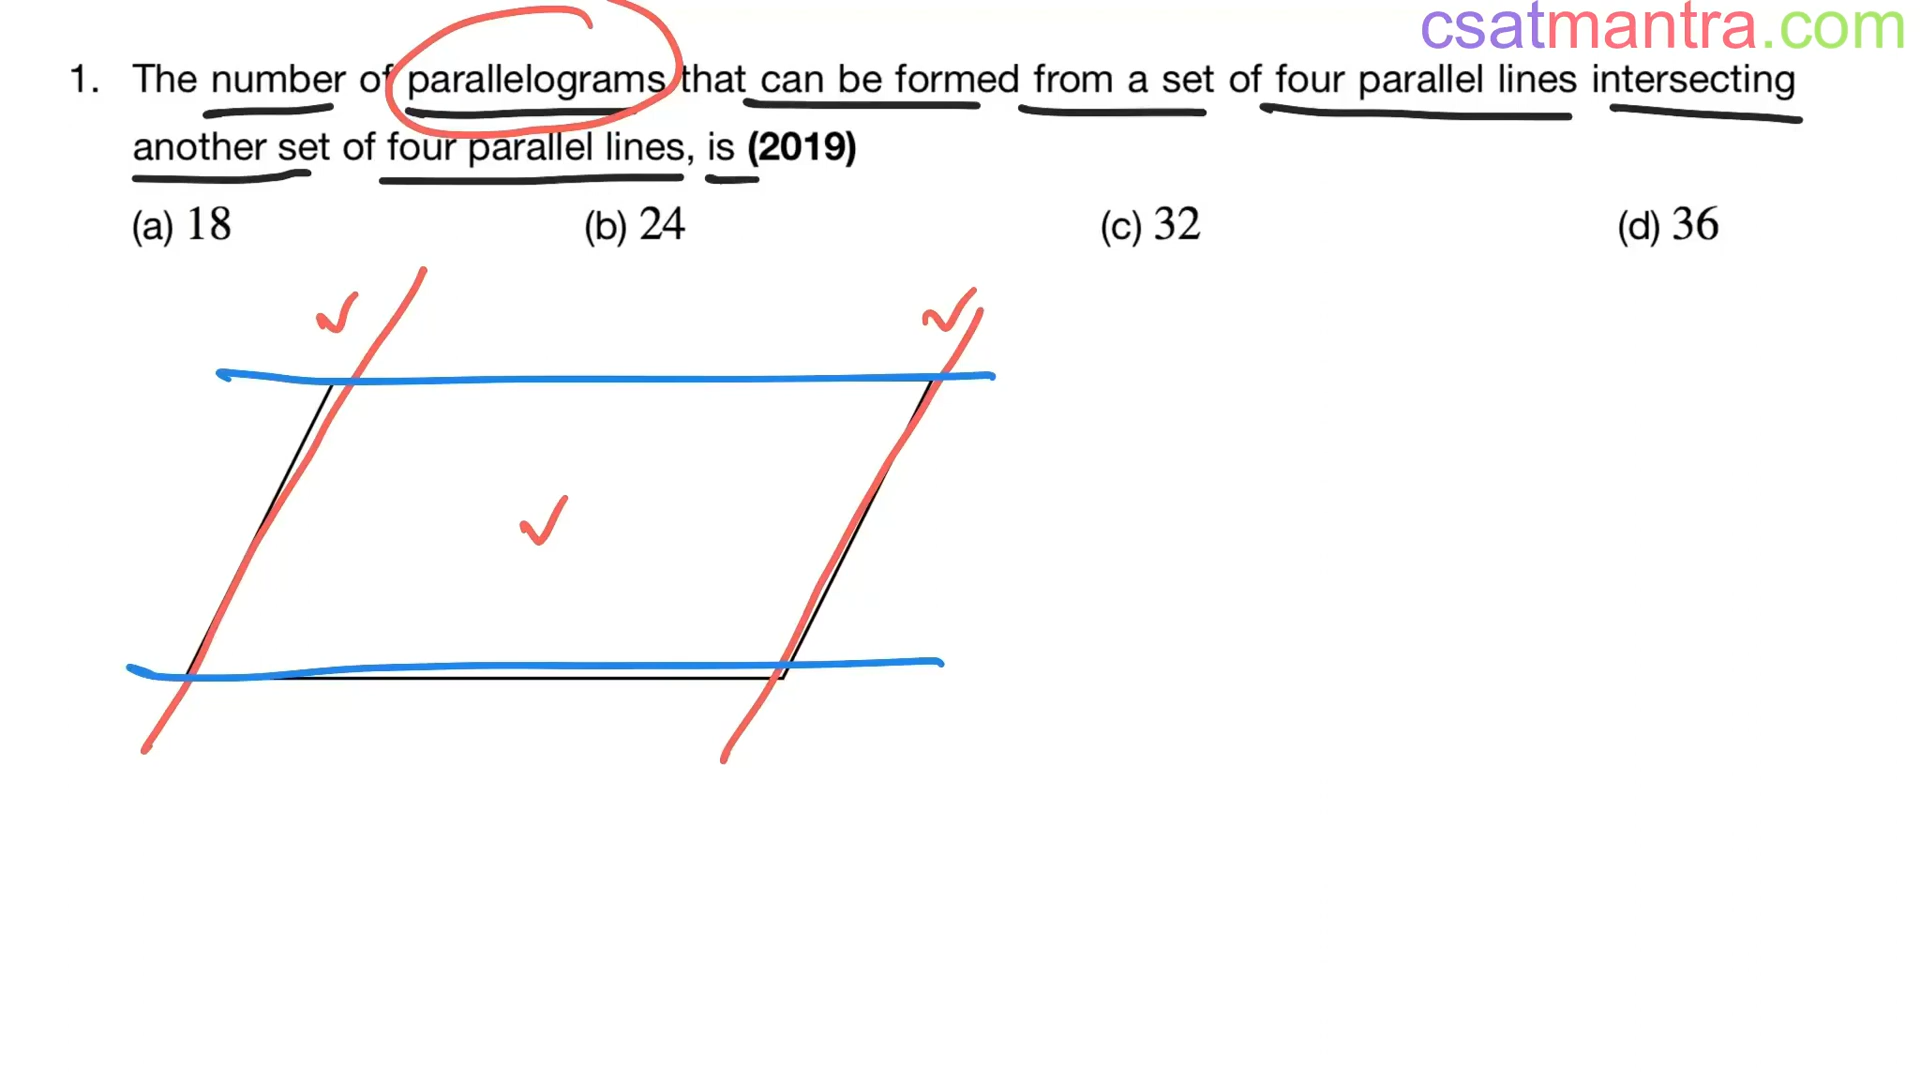 csatmantra.com
1. The number of parallelograms that can be formed from a set of four parallel lines intersecting
another set of four parallel lines, is (2019)
(a) 18 (b) 24 (c) 32 (d) 36